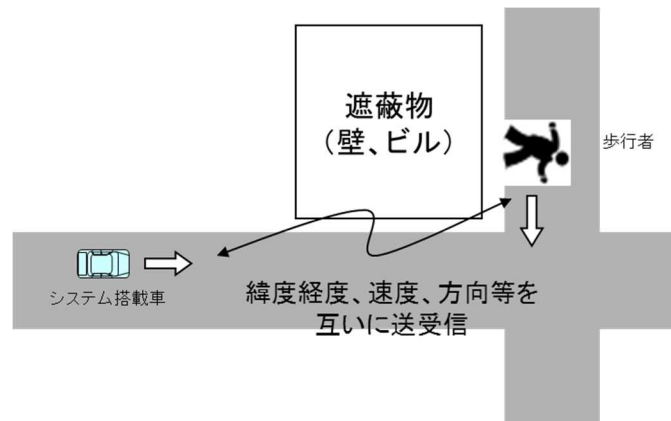 遮蔽物
（壁、ビル）
歩行者
システム搭載車
緯度経度、速度、方向等を
互いに送受信